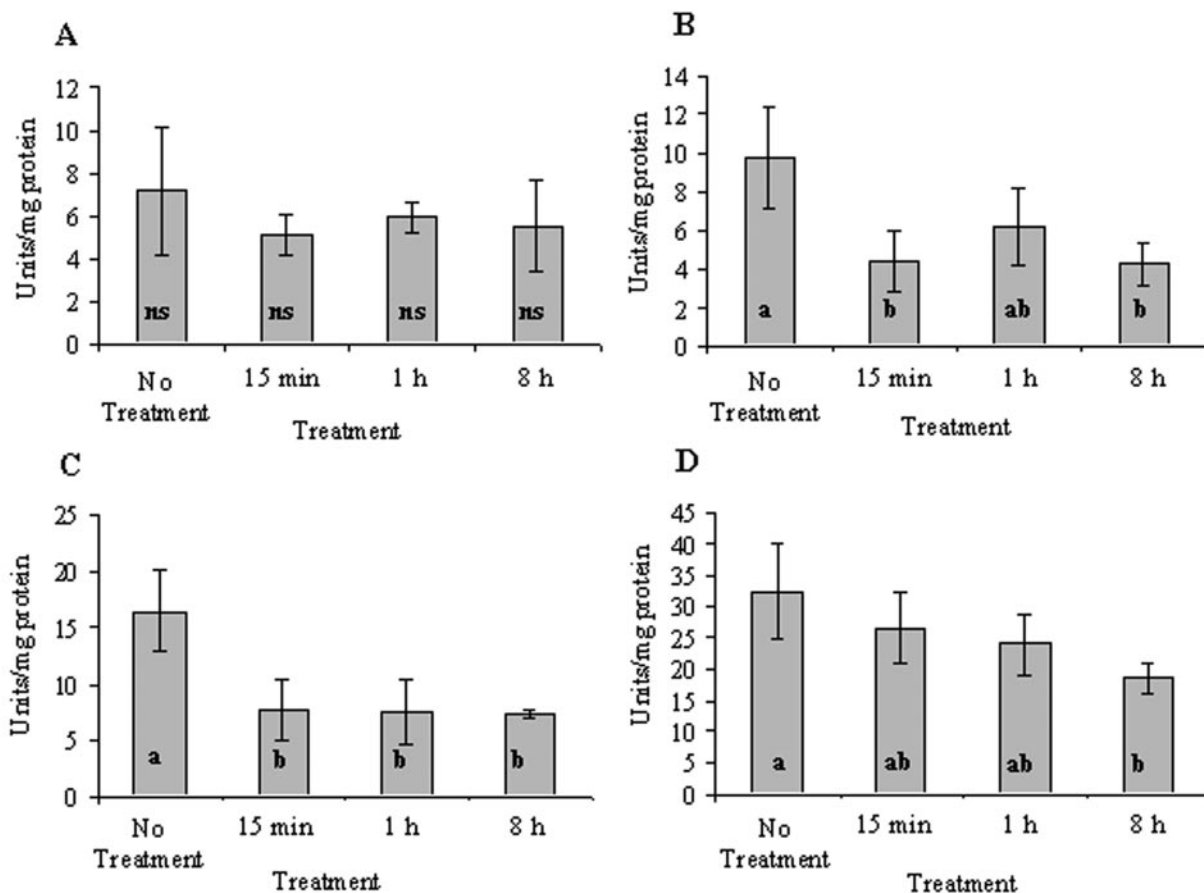 A
Units/mg protein
12
10
8
6
4
2
0
ns ns ns ns
No Treatment 15 min 1 h 8 h
Treatment
B
Units/mg protein
14
12
10
8
6
4
2
0
a b ab b
No Treatment 15 min 1 h 8 h
Treatment
C
Units/mg protein
25
20
15
10
5
0
a b b b
No Treatment 15 min 1 h 8 h
Treatment
D
Units/mg protein
45
40
35
30
25
20
15
10
5
0
a ab ab b
No Treatment 15 min 1 h 8 h
Treatment